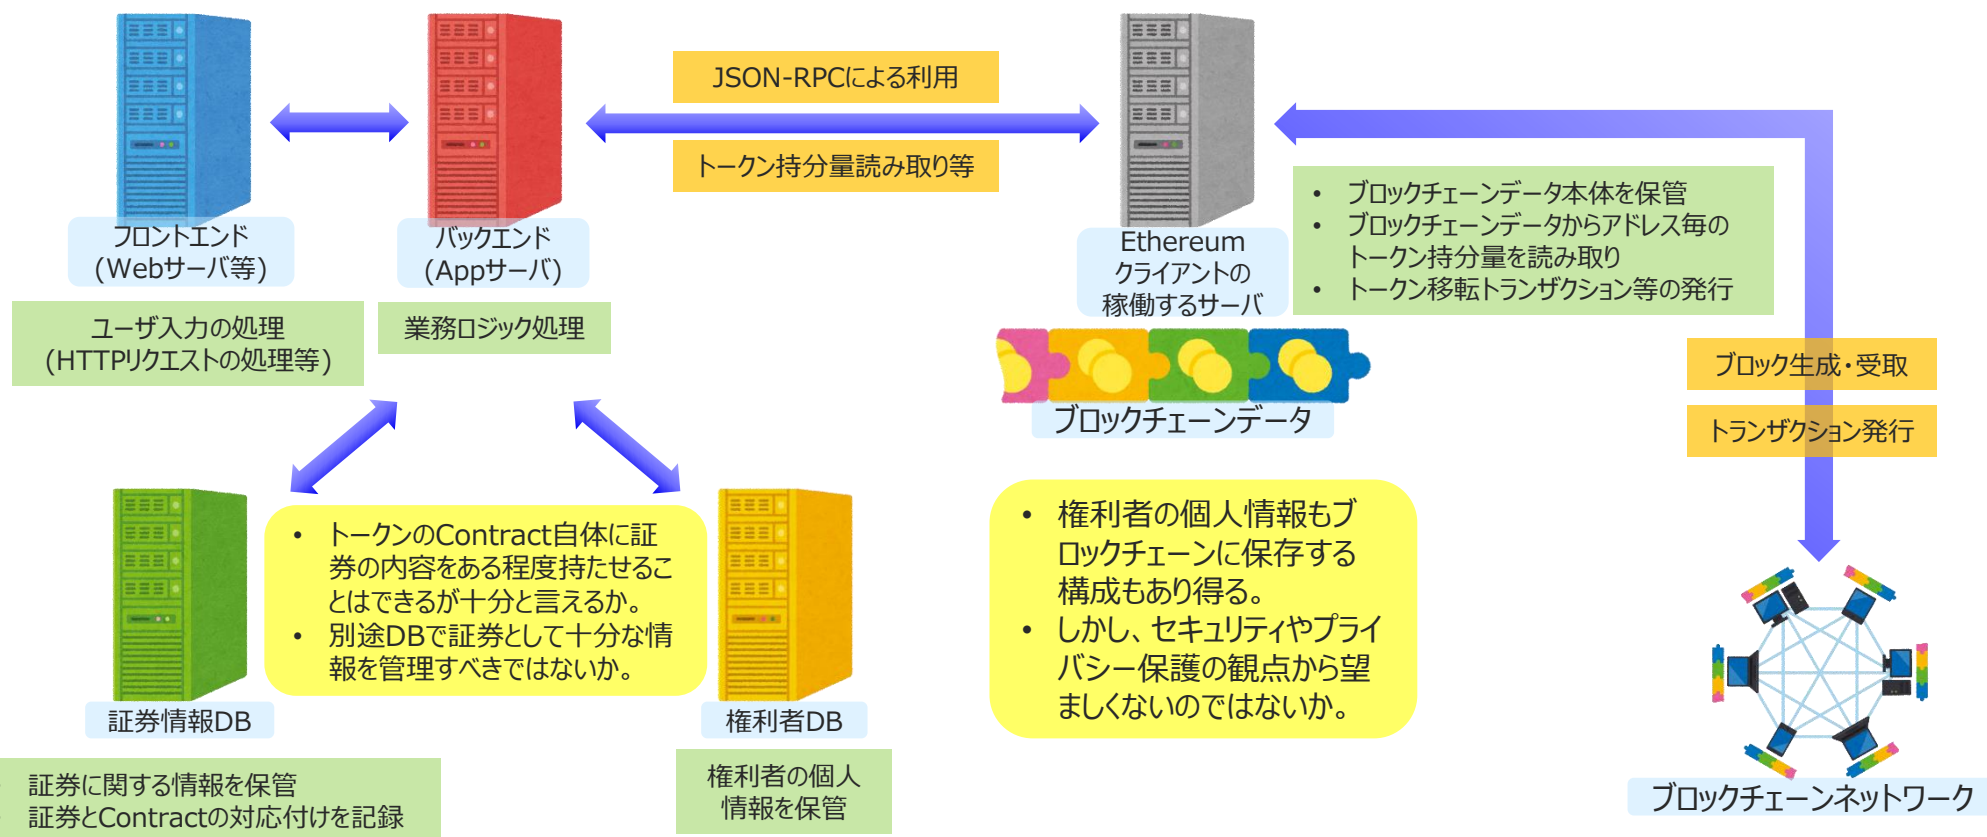 JSON-RPCによる利用
トークン持分量読み取り等
フロントエンド
(Webサーバ等)
バックエンド
(Appサーバ)
Ethereum
クライアントの
稼働するサーバ
• ブロックチェーンデータ本体を保管
• ブロックチェーンデータからアドレス毎の
トークン持分量を読み取り
• トークン移転トランザクション等の発行
ユーザ入力の処理
(HTTPリクエストの処理等)
業務ロジック処理
ブロックチェーンデータ
ブロック生成・受取
トランザクション発行
• トークンのContract自体に証
券の内容をある程度持たせるこ
とはできるが十分と言えるか。
• 別途DBで証券として十分な情
報を管理すべきではないか。
• 権利者の個人情報もブ
ロックチェーンに保存する
構成もあり得る。
• しかし、セキュリティやプライ
バシー保護の観点から望
ましくないのではないか。
証券情報DB
権利者DB
証券に関する情報を保管
証券とContractの対応付けを記録
権利者の個人
情報を保管
ブロックチェーンネットワーク